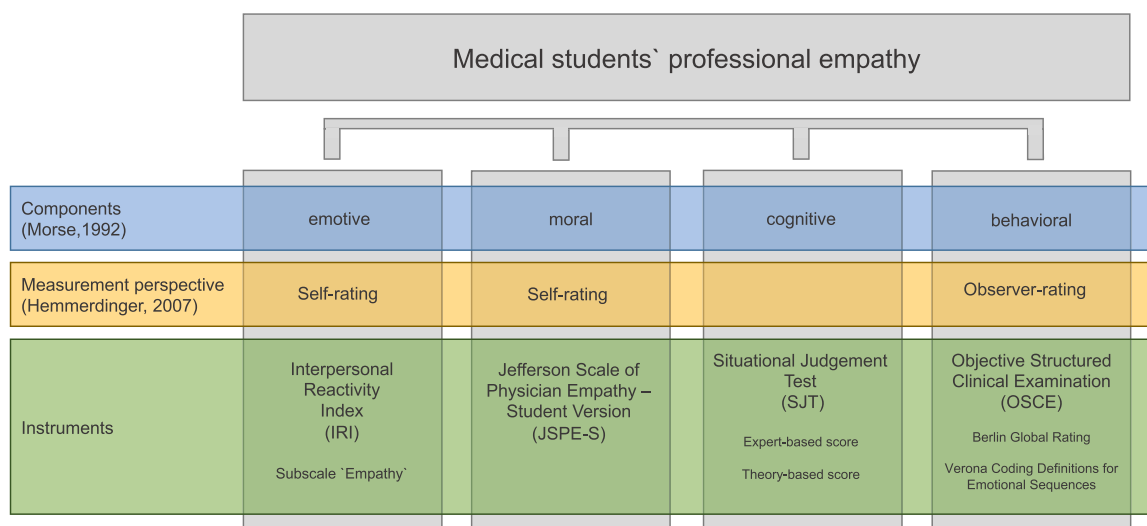 Medical students` professional empathy
Components
(Morse,1992)
emotive
moral
cognitive
behavioral
Measurement perspective
(Hemmerdinger, 2007)
Self-rating
Self-rating
Observer-rating
Instruments
Interpersonal
Reactivity
Index
(IRI)
Subscale `Empathy`
Jefferson Scale of
Physician Empathy –
Student Version
(JSPE-S)
Situational Judgement
Test
(SJT)
Expert-based score
Theory-based score
Objective Structured
Clinical Examination
(OSCE)
Berlin Global Rating
Verona Coding Definitions for
Emotional Sequences